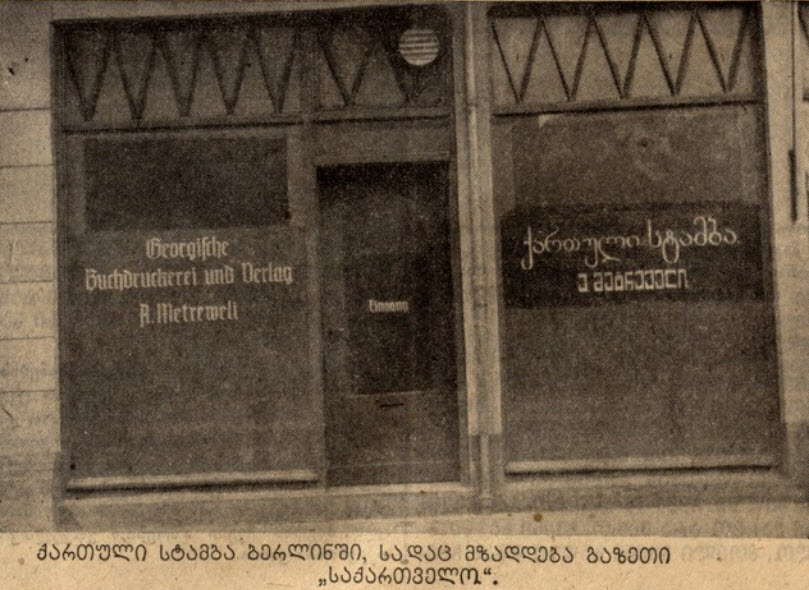 Georgische
Buchdruckerei und Verlag
A. Metreweli
Eingang
ქართული სტამბა
ე. მეტრეველი
ქართული სტამბა ბერლინში, სადაც მზადდება გაზეთი
„საქართველო“.